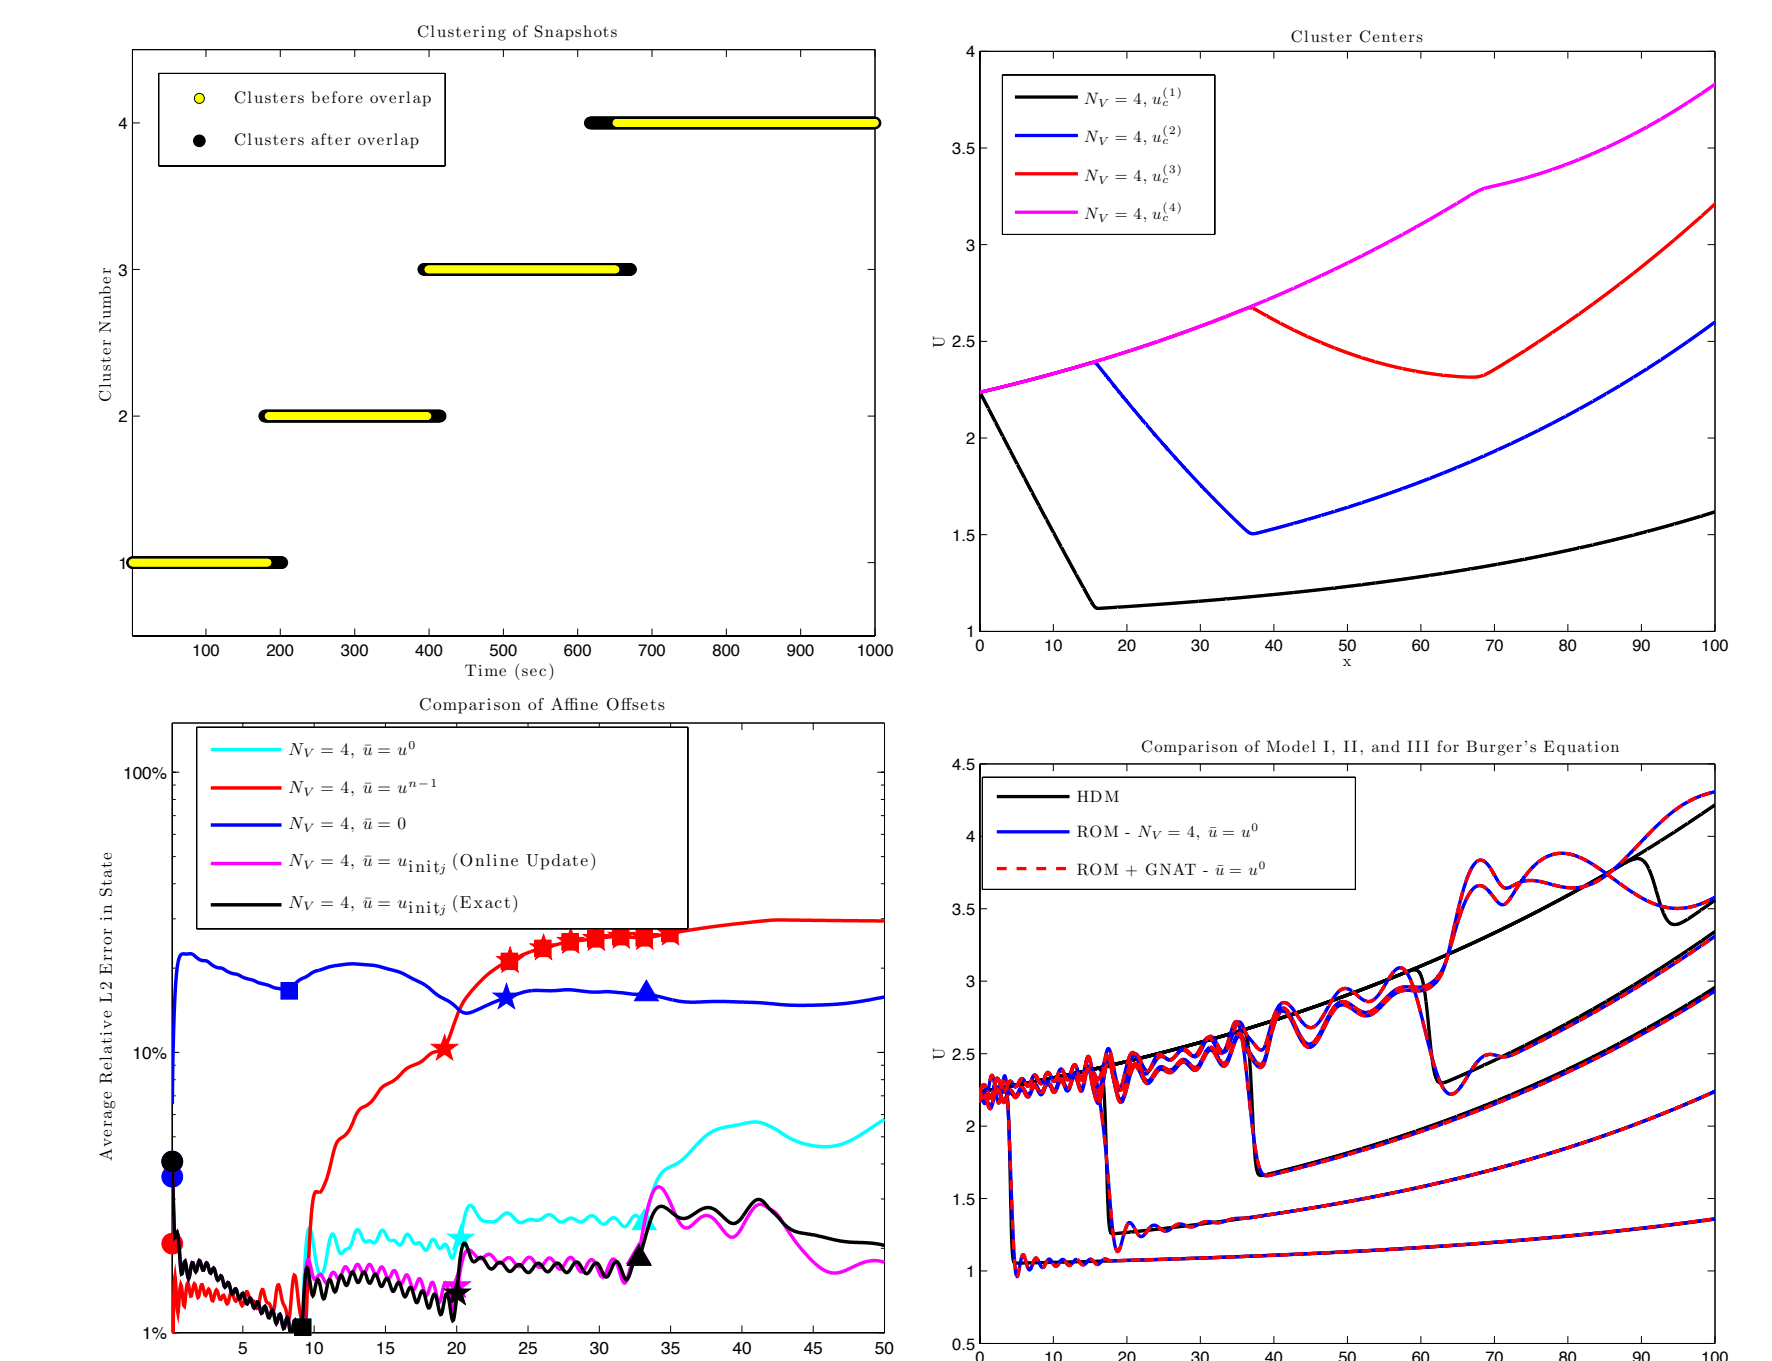 Clustering of Snapshots
Clusters before overlap
Clusters after overlap
4
3
2
1
Cluster Number
100 200 300 400 500 600 700 800 900 1000
Time (sec)
Cluster Centers
N_V = 4, u_c^(1)
N_V = 4, u_c^(2)
N_V = 4, u_c^(3)
N_V = 4, u_c^(4)
4
3.5
3
2.5
2
1.5
1
U
0 10 20 30 40 50 60 70 80 90 100
x
Comparison of Affine Offsets
N_V = 4, ū = u^0
N_V = 4, ū = u^{n−1}
N_V = 4, ū = 0
N_V = 4, ū = u_{init_j} (Online Update)
N_V = 4, ū = u_{init_j} (Exact)
100%
10%
1%
Average Relative L2 Error in State
5 10 15 20 25 30 35 40 45 50
Comparison of Model I, II, and III for Burger's Equation
HDM
ROM - N_V = 4, ū = u^0
ROM + GNAT - ū = u^0
4.5
4
3.5
3
2.5
2
1.5
1
0.5
U
0 10 20 30 40 50 60 70 80 90 100